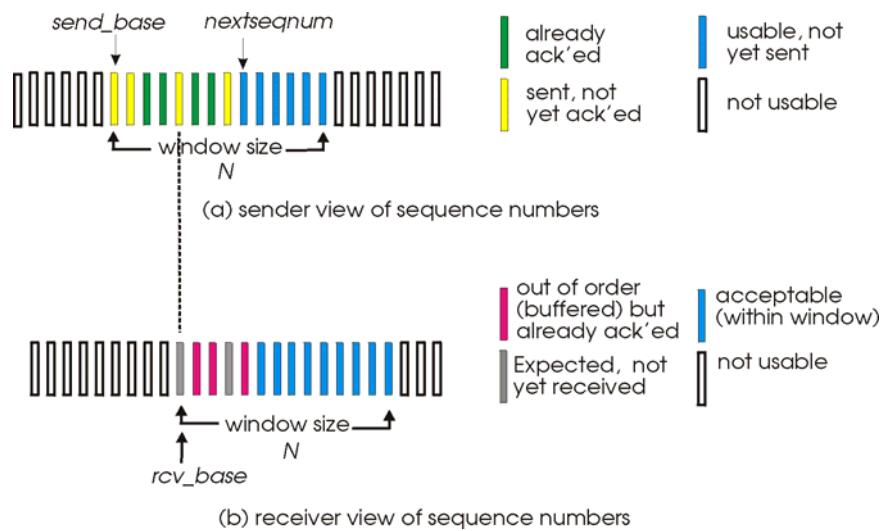 send_base
nextseqnum
already
ack'ed
usable, not
yet sent
sent, not
yet ack'ed
not usable
window size
N
(a) sender view of sequence numbers
out of order
(buffered) but
already ack'ed
acceptable
(within window)
Expected, not
yet received
not usable
window size
N
rcv_base
(b) receiver view of sequence numbers